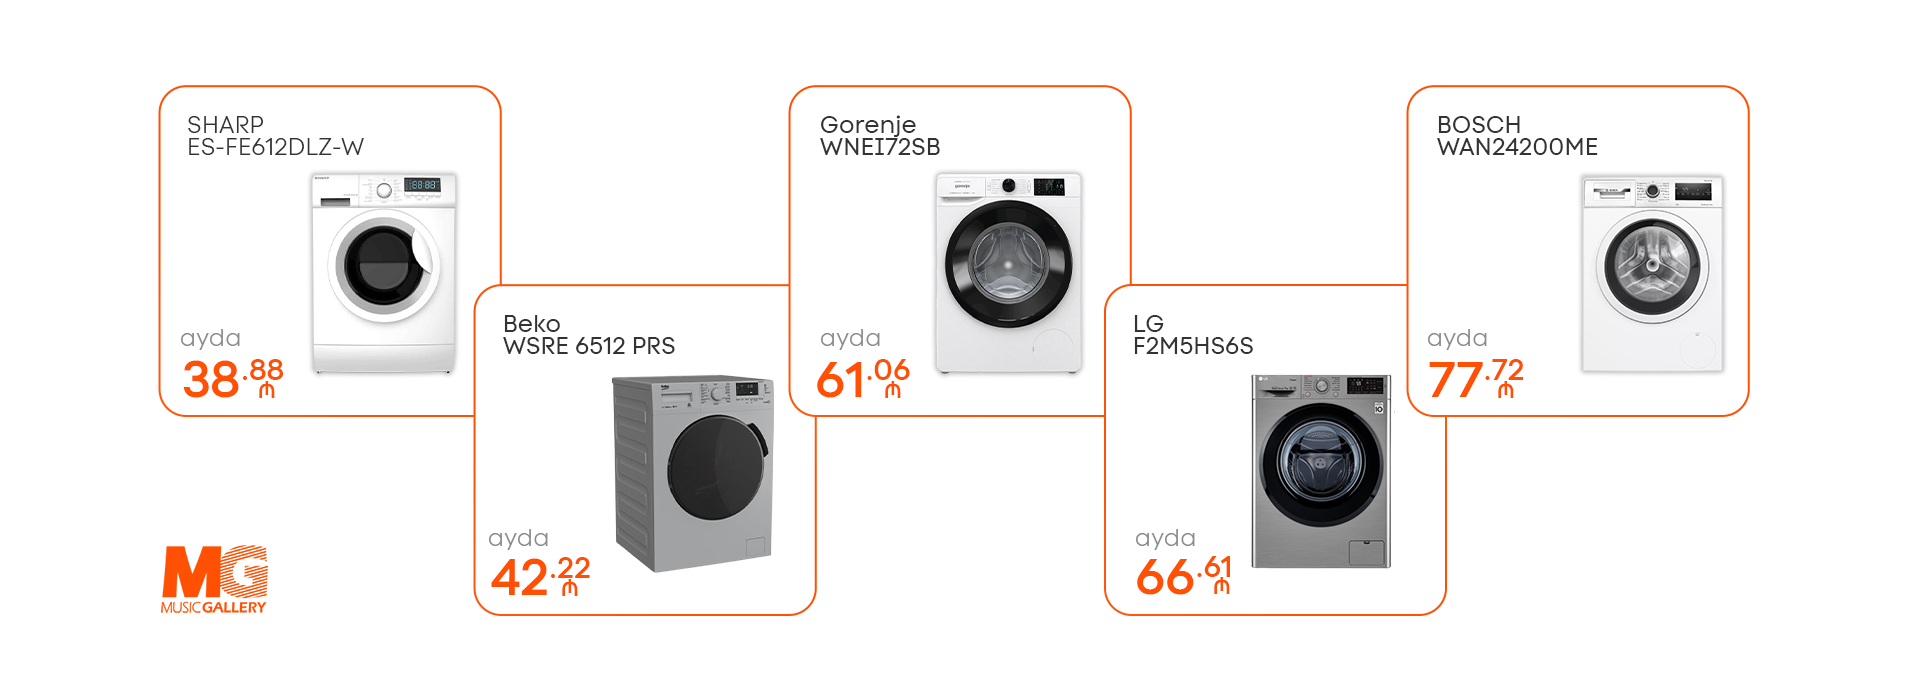 SHARP
ES-FE612DLZ-W
ayda
38.88₼
Beko
WSRE 6512 PRS
ayda
42.22₼
Gorenje
WNEI72SB
gorenje
ayda
61.06₼
LG
F2M5HS6S
ayda
66.61₼
BOSCH
WAN24200ME
ayda
77.72₼
MG
MUSICGALLERY